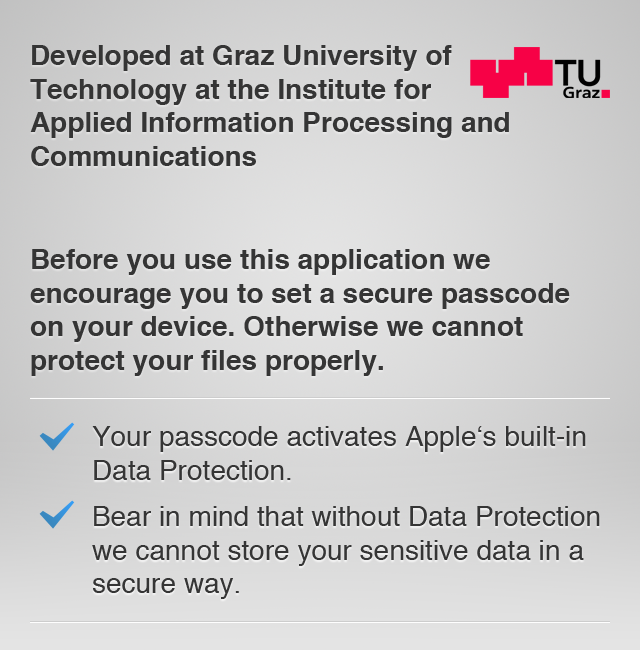 Developed at Graz University of
Technology at the Institute for
Applied Information Processing and
Communications
TU
Graz
Before you use this application we
encourage you to set a secure passcode
on your device. Otherwise we cannot
protect your files properly.
Your passcode activates Apple‘s built-in
Data Protection.
Bear in mind that without Data Protection
we cannot store your sensitive data in a
secure way.